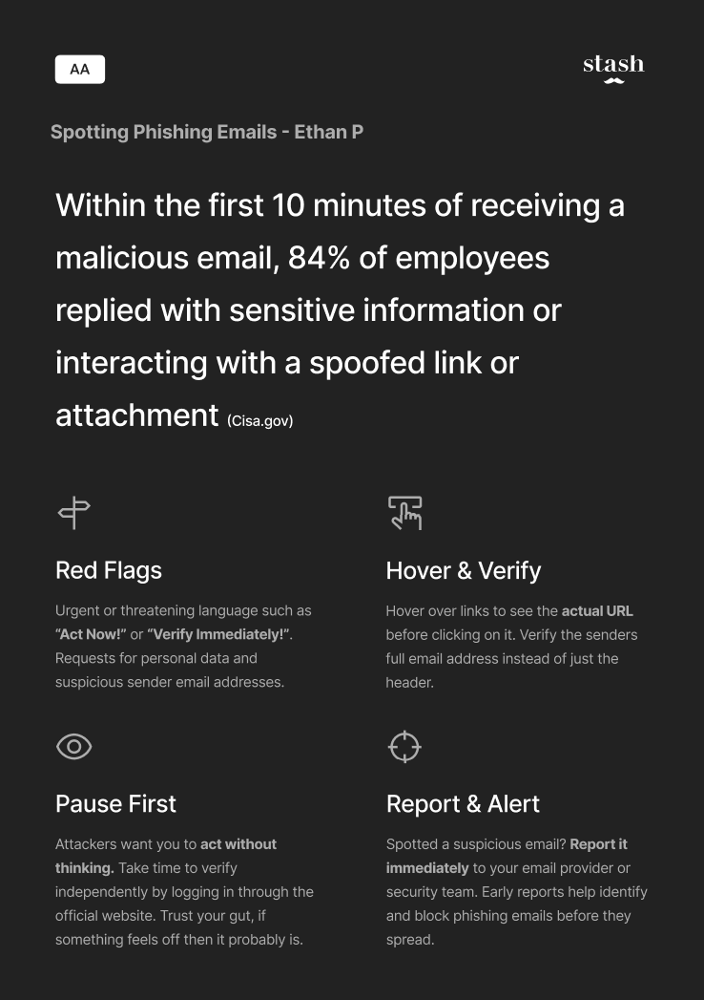 AA
stash
Spotting Phishing Emails - Ethan P
Within the first 10 minutes of receiving a
malicious email, 84% of employees
replied with sensitive information or
interacting with a spoofed link or
attachment (Cisa.gov)
Red Flags
Urgent or threatening language such as
“Act Now!” or “Verify Immediately!”.
Requests for personal data and
suspicious sender email addresses.
Hover & Verify
Hover over links to see the actual URL
before clicking on it. Verify the senders
full email address instead of just the
header.
Pause First
Attackers want you to act without
thinking. Take time to verify
independently by logging in through the
official website. Trust your gut, if
something feels off then it probably is.
Report & Alert
Spotted a suspicious email? Report it
immediately to your email provider or
security team. Early reports help identify
and block phishing emails before they
spread.